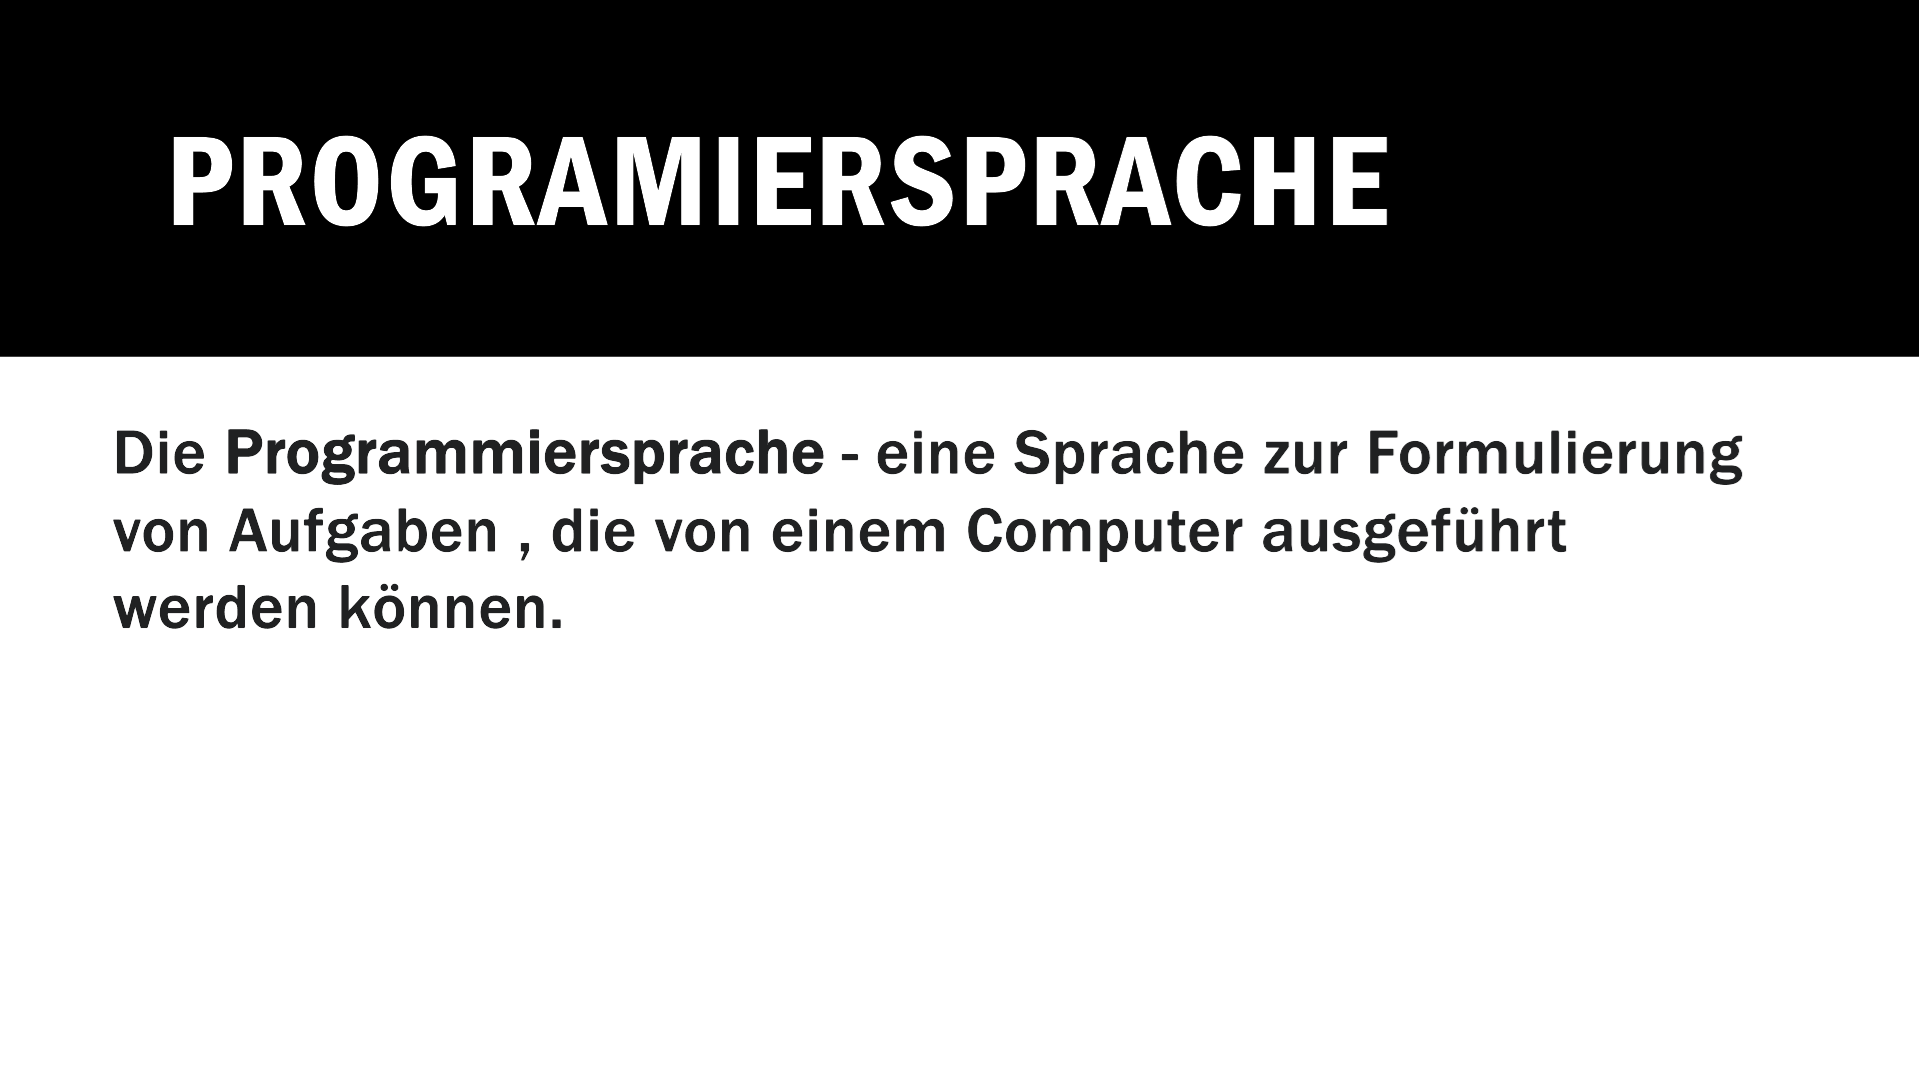 PROGRAMIERSPRACHE
Die Programmiersprache - eine Sprache zur Formulierung
von Aufgaben , die von einem Computer ausgeführt
werden können.